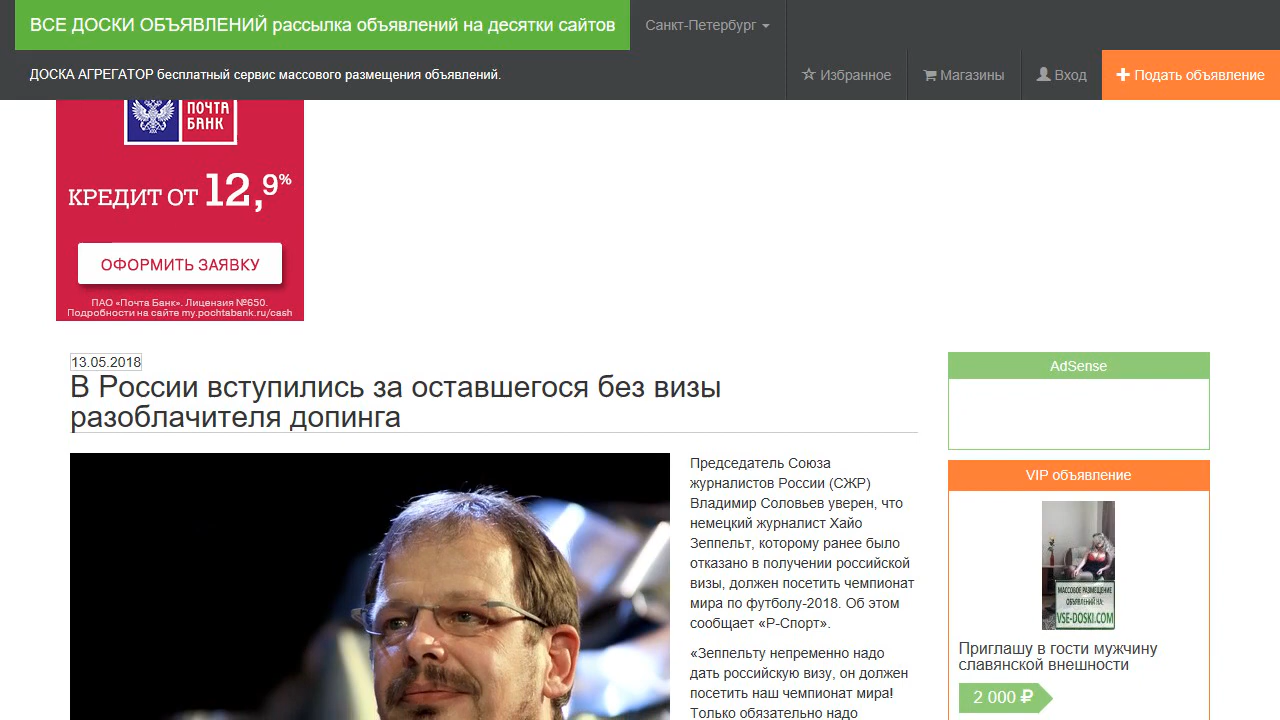 ВСЕ ДОСКИ ОБЪЯВЛЕНИЙ рассылка объявлений на десятки сайтов
Санкт-Петербург
ДОСКА АГРЕГАТОР бесплатный сервис массового размещения объявлений.
Избранное
Магазины
Вход
Подать объявление
ПОЧТА
БАНК
КРЕДИТ ОТ 12,9%
ОФОРМИТЬ ЗАЯВКУ
ПАО «Почта Банк». Лицензия №650.
Подробности на сайте my.pochtabank.ru/cash
13.05.2018
В России вступились за оставшегося без визы
разоблачителя допинга
Председатель Союза
журналистов России (СЖР)
Владимир Соловьев уверен, что
немецкий журналист Хайо
Зеппельт, которому ранее было
отказано в получении российской
визы, должен посетить чемпионат
мира по футболу-2018. Об этом
сообщает «Р-Спорт».
«Зеппельту непременно надо
дать российскую визу, он должен
посетить наш чемпионат мира!
Только обязательно надо
AdSense
VIP объявление
МАССОВОЕ РАЗМЕЩЕНИЕ
ОБЪЯВЛЕНИЙ НА:
VSE-DOSKI.COM
Приглашу в гости мужчину
славянской внешности
2 000 ₽